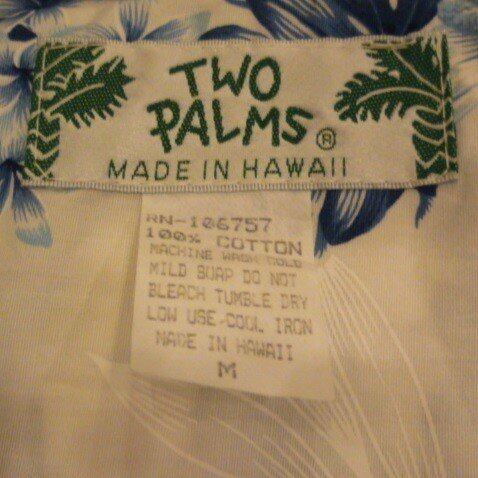 TWO
PALMS®
MADE IN HAWAII
RN-106757
100% COTTON
MACHINE WASH COLD
MILD SOAP DO NOT
BLEACH TUMBLE DRY
LOW USE-COOL IRON
MADE IN HAWAII
M